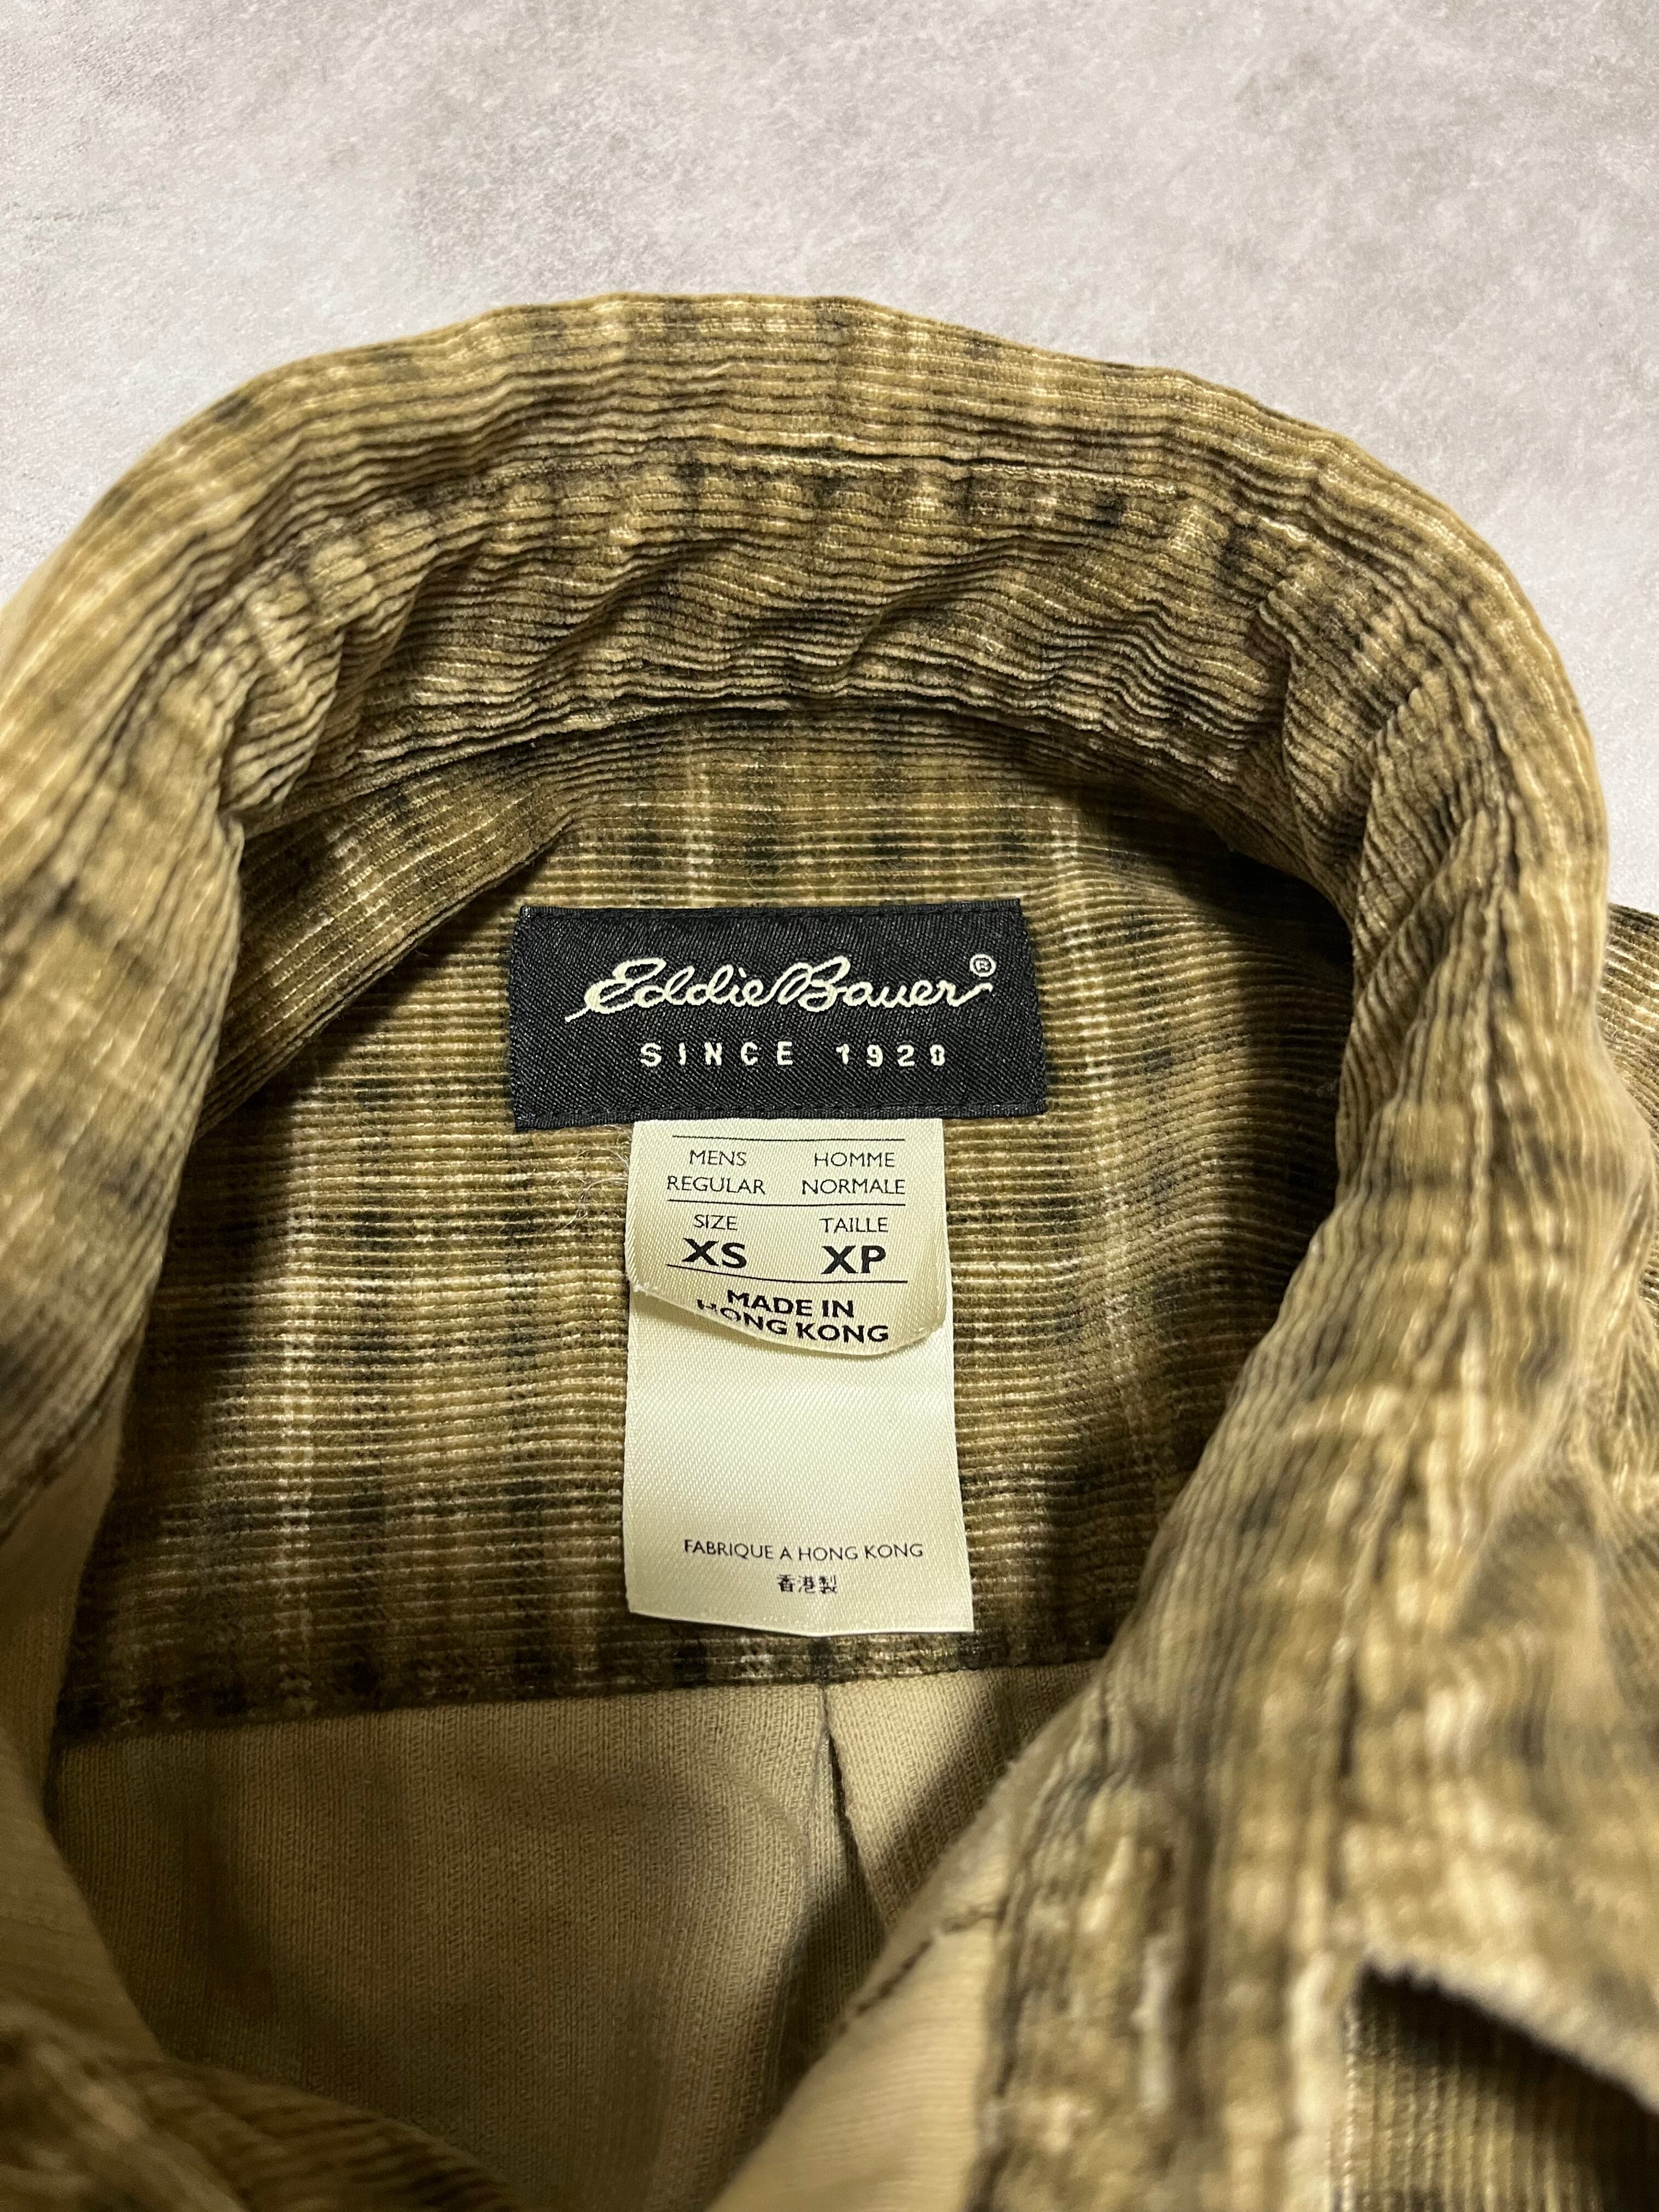 Eddie Bauer®
SINCE 1920
MENS HOMME
REGULAR NORMALE
SIZE TAILLE
XS XP
MADE IN
HONG KONG
FABRIQUE A HONG KONG
香港製